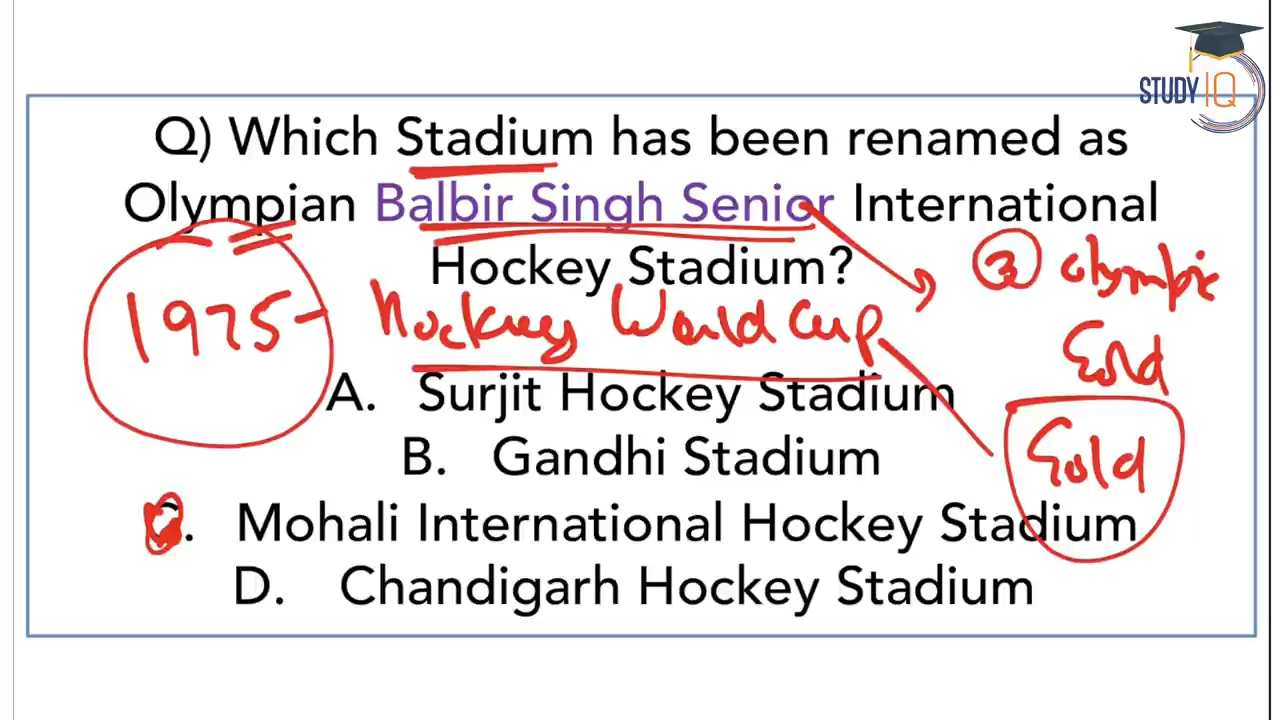 STUDY IQ
Q) Which Stadium has been renamed as
Olympian Balbir Singh Senior International
Hockey Stadium?
3 Olympic
Gold
1975-
Hockey World Cup
Gold
A. Surjit Hockey Stadium
B. Gandhi Stadium
C. Mohali International Hockey Stadium
D. Chandigarh Hockey Stadium